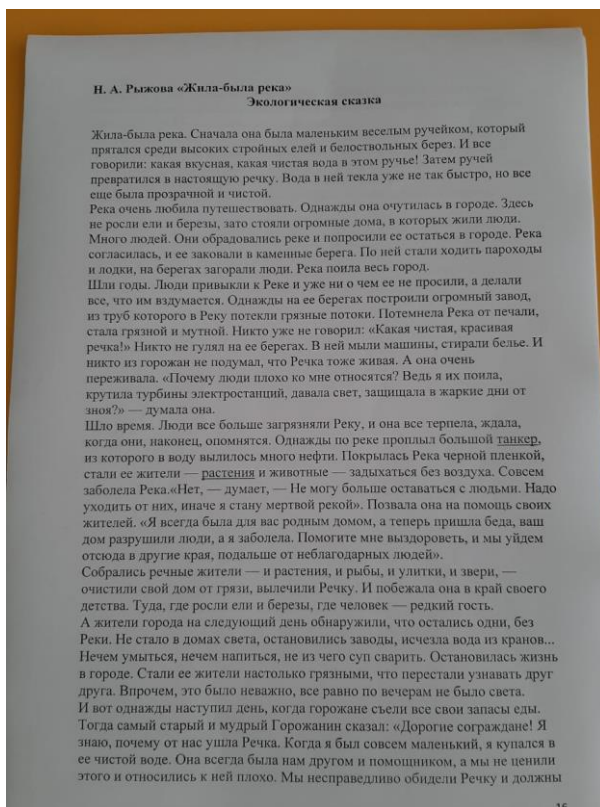 Н. А. Рыжова «Жила-была река»
Экологическая сказка
Жила-была река. Сначала она была маленьким веселым ручейком, который
прятался среди высоких стройных елей и белоствольных берез. И все
говорили: какая вкусная, какая чистая вода в этом ручье! Затем ручей
превратился в настоящую речку. Вода в ней текла уже не так быстро, но все
еще была прозрачной и чистой.
Река очень любила путешествовать. Однажды она очутилась в городе. Здесь
не росли ели и березы, зато стояли огромные дома, в которых жили люди.
Много людей. Они обрадовались реке и попросили ее остаться в городе. Река
согласилась, и ее заковали в каменные берега. По ней стали ходить пароходы
и лодки, на берегах загорали люди. Река поила весь город.
Шли годы. Люди привыкли к Реке и уже ни о чем ее не просили, а делали
все, что им вздумается. Однажды на ее берегах построили огромный завод,
из труб которого в Реку потекли грязные потоки. Потемнела Река от печали,
стала грязной и мутной. Никто уже не говорил: «Какая чистая, красивая
речка!» Никто не гулял на ее берегах. В ней мыли машины, стирали белье. И
никто из горожан не подумал, что Речка тоже живая. А она очень
переживала. «Почему люди плохо ко мне относятся? Ведь я их поила,
крутила турбины электростанций, давала свет, защищала в жаркие дни от
зноя?» — думала она.
Шло время. Люди все больше загрязняли Реку, и она все терпела, ждала,
когда они, наконец, опомнятся. Однажды по реке проплыл большой танкер,
из которого в воду вылилось много нефти. Покрылась Река черной пленкой,
стали ее жители — растения и животные — задыхаться без воздуха. Совсем
заболела Река.«Нет, — думает, — Не могу больше оставаться с людьми. Надо
уходить от них, иначе я стану мертвой рекой». Позвала она на помощь своих
жителей. «Я всегда была для вас родным домом, а теперь пришла беда, ваш
дом разрушили люди, а я заболела. Помогите мне выздороветь, и мы уйдем
отсюда в другие края, подальше от неблагодарных людей».
Собрались речные жители — и растения, и рыбы, и улитки, и звери, —
очистили свой дом от грязи, вылечили Речку. И побежала она в край своего
детства. Туда, где росли ели и березы, где человек — редкий гость.
А жители города на следующий день обнаружили, что остались одни, без
Реки. Не стало в домах света, остановились заводы, исчезла вода из кранов...
Нечем умыться, нечем напиться, не из чего суп сварить. Остановилась жизнь
в городе. Стали ее жители настолько грязными, что перестали узнавать друг
друга. Впрочем, это было неважно, все равно по вечерам не было света.
И вот однажды наступил день, когда горожане съели все свои запасы еды.
Тогда самый старый и мудрый Горожанин сказал: «Дорогие сограждане! Я
знаю, почему от нас ушла Речка. Когда я был совсем маленький, я купался в
ее чистой воде. Она всегда была нам другом и помощником, а мы не ценили
этого и относились к ней плохо. Мы несправедливо обидели Речку и должны